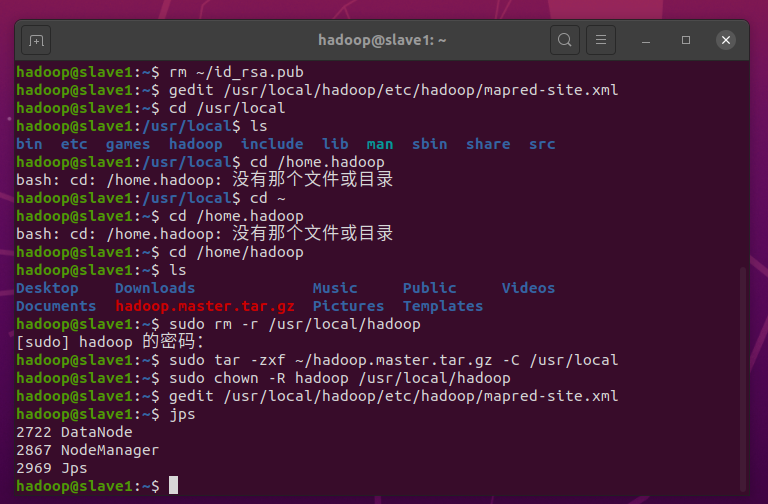 hadoop@slave1: ~
hadoop@slave1:~$ rm ~/id_rsa.pub
hadoop@slave1:~$ gedit /usr/local/hadoop/etc/hadoop/mapred-site.xml
hadoop@slave1:~$ cd /usr/local
hadoop@slave1:/usr/local$ ls
bin  etc  games  hadoop  include  lib  man  sbin  share  src
hadoop@slave1:/usr/local$ cd /home.hadoop
bash: cd: /home.hadoop: 没有那个文件或目录
hadoop@slave1:/usr/local$ cd ~
hadoop@slave1:~$ cd /home.hadoop
bash: cd: /home.hadoop: 没有那个文件或目录
hadoop@slave1:~$ cd /home/hadoop
hadoop@slave1:~$ ls
Desktop    Downloads             Music     Public     Videos
Documents  hadoop.master.tar.gz  Pictures  Templates
hadoop@slave1:~$ sudo rm -r /usr/local/hadoop
[sudo] hadoop 的密码：
hadoop@slave1:~$ sudo tar -zxf ~/hadoop.master.tar.gz -C /usr/local
hadoop@slave1:~$ sudo chown -R hadoop /usr/local/hadoop
hadoop@slave1:~$ gedit /usr/local/hadoop/etc/hadoop/mapred-site.xml
hadoop@slave1:~$ jps
2722 DataNode
2867 NodeManager
2969 Jps
hadoop@slave1:~$